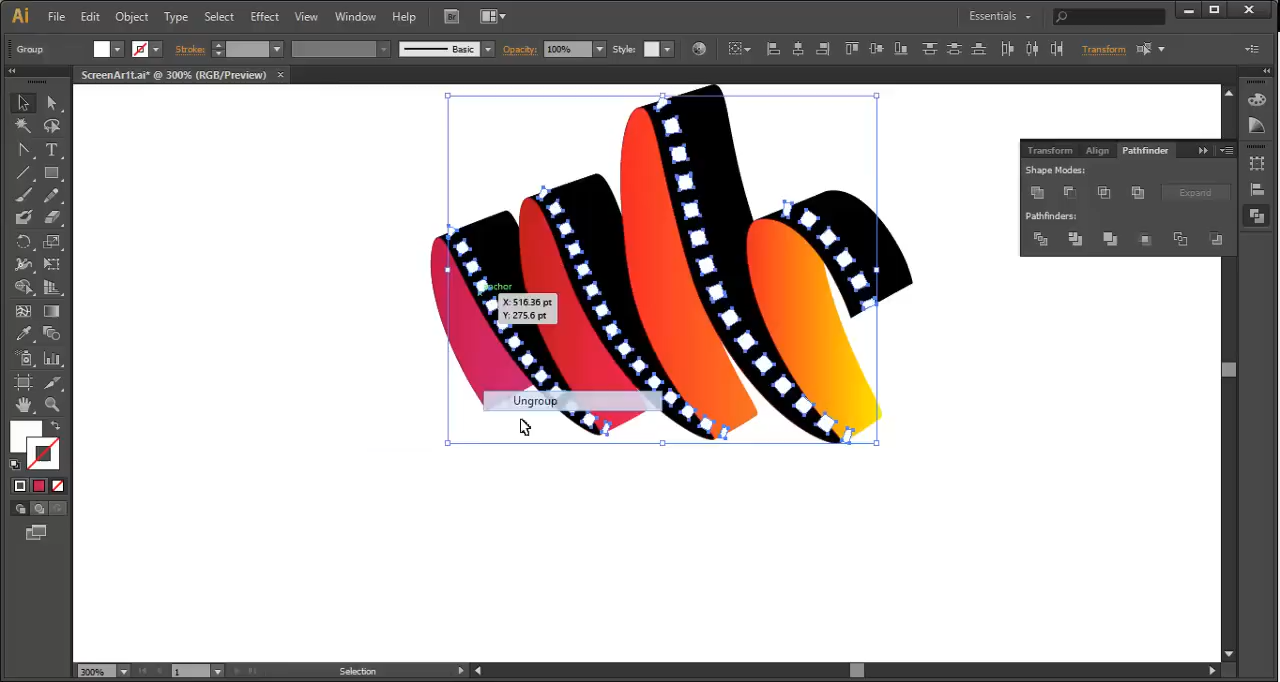 Ai File Edit Object Type Select Effect View Window Help Br Essentials
Group Stroke: Basic Opacity: 100% Style: Transform
ScreenAr1t.ai* @ 300% (RGB/Preview)
Transform Align Pathfinder
Shape Modes:
Expand
Pathfinders:
X: 516.36 pt
Y: 275.6 pt
Ungroup
300% 1 Selection